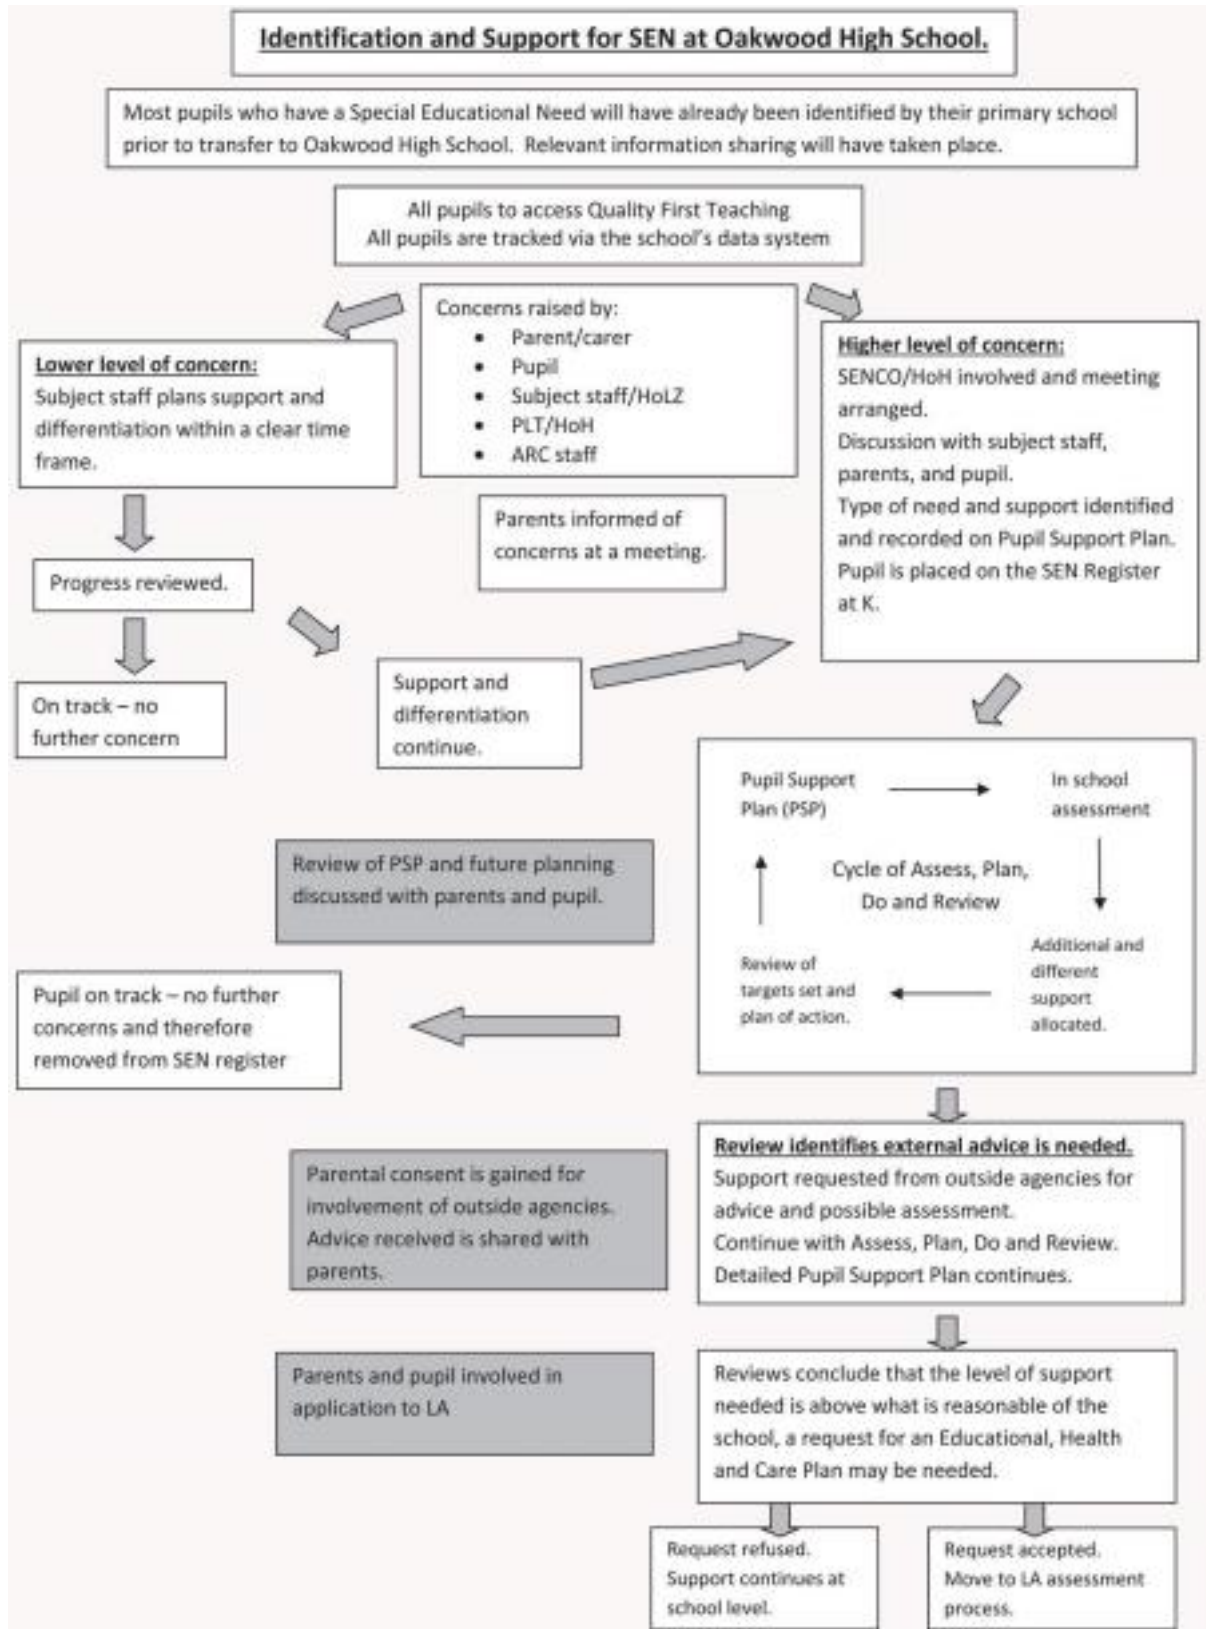 Identification and Support for SEN at Oakwood High School.
Most pupils who have a Special Educational Need will have already been identified by their primary school
prior to transfer to Oakwood High School. Relevant information sharing will have taken place.
All pupils to access Quality First Teaching
All pupils are tracked via the school's data system
Concerns raised by:
• Parent/carer
• Pupil
• Subject staff/HoLZ
• PLT/HoH
• ARC staff
Lower level of concern:
Subject staff plans support and
differentiation within a clear time
frame.
Higher level of concern:
SENCO/HoH involved and meeting
arranged.
Discussion with subject staff,
parents, and pupil.
Type of need and support identified
and recorded on Pupil Support Plan.
Pupil is placed on the SEN Register
at K.
Parents informed of
concerns at a meeting.
Progress reviewed.
On track – no
further concern
Support and
differentiation
continue.
Pupil Support
Plan (PSP)
In school
assessment
Cycle of Assess, Plan,
Do and Review
Additional and
different
support
allocated.
Review of
targets set and
plan of action.
Review of PSP and future planning
discussed with parents and pupil.
Pupil on track – no further
concerns and therefore
removed from SEN register
Review identifies external advice is needed.
Support requested from outside agencies for
advice and possible assessment.
Continue with Assess, Plan, Do and Review.
Detailed Pupil Support Plan continues.
Parental consent is gained for
involvement of outside agencies.
Advice received is shared with
parents.
Parents and pupil involved in
application to LA
Reviews conclude that the level of support
needed is above what is reasonable of the
school, a request for an Educational, Health
and Care Plan may be needed.
Request refused.
Support continues at
school level.
Request accepted.
Move to LA assessment
process.